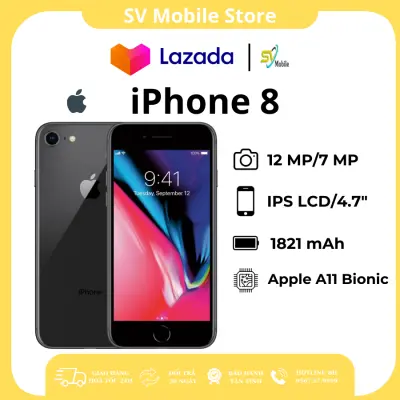 SV Mobile Store
Lazada
SV Mobile
iPhone 8
12 MP/7 MP
IPS LCD/4.7"
1821 mAh
Apple A11 Bionic
9:41
Tuesday, September 12
iPhone